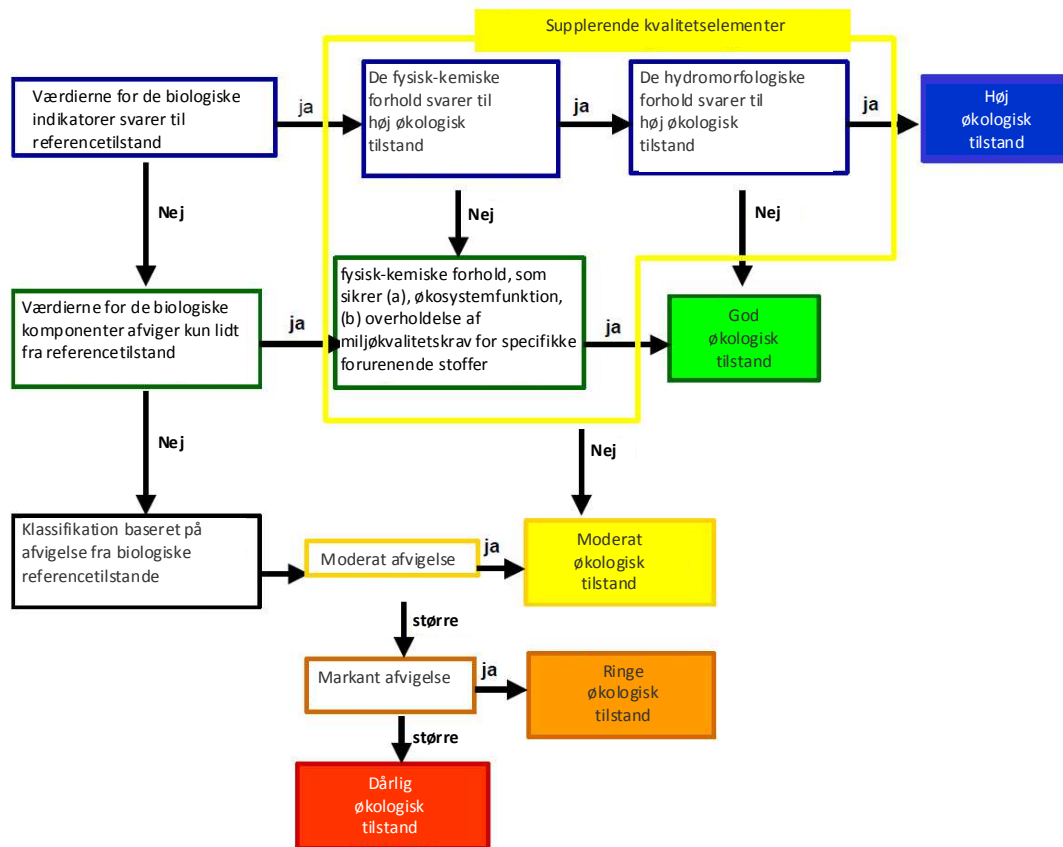 Supplerende kvalitetselementer
Værdierne for de biologiske
indikatorer svarer til
referencetilstand
ja
De fysisk-kemiske
forhold svarer til
høj økologisk
tilstand
ja
De hydromorfologiske
forhold svarer til
høj økologisk
tilstand
ja
Høj
økologisk
tilstand
Nej
Nej
Nej
Værdierne for de biologiske
komponenter afviger kun lidt
fra referencetilstand
ja
fysisk-kemiske forhold, som
sikrer (a), økosystemfunktion,
(b) overholdelse af
miljøkvalitetskrav for specifikke
forurenende stoffer
ja
God
økologisk
tilstand
Nej
Nej
Klassifikation baseret på
afvigelse fra biologiske
referencetilstande
Moderat afvigelse
ja
Moderat
økologisk
tilstand
større
Markant afvigelse
ja
Ringe
økologisk
tilstand
større
Dårlig
økologisk
tilstand